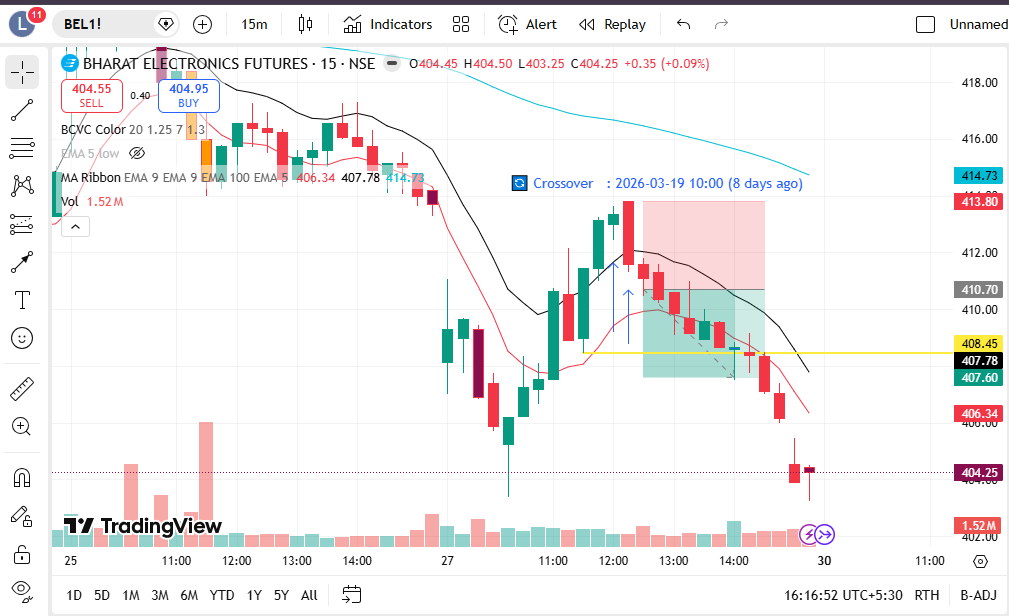 L 11 BEL1! 15m Indicators Alert Replay Unnamed
BHARAT ELECTRONICS FUTURES · 15 · NSE O404.45 H404.50 L403.25 C404.25 +0.35 (+0.09%)
404.55 SELL
0.40
404.95 BUY
BCVC Color 20 1.25 7 1.3
EMA 5 low
MA Ribbon EMA 9 EMA 9 EMA 100 EMA 5 406.34 407.78 414.73
Vol 1.52 M
Crossover : 2026-03-19 10:00 (8 days ago)
418.00
416.00
414.73
413.80
412.00
410.70
410.00
408.45
407.78
407.60
406.34
406.00
404.25
1.52 M
402.00
TradingView
25 11:00 12:00 13:00 14:00 27 11:00 12:00 13:00 14:00 30 11:00
1D 5D 1M 3M 6M YTD 1Y 5Y All 16:16:52 UTC+5:30 RTH B-ADJ